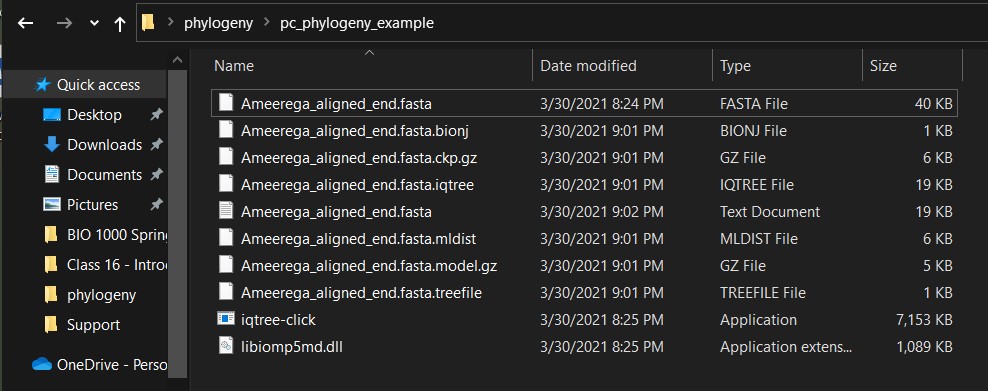 phylogeny > pc_phylogeny_example
Name Date modified Type Size
Quick access
Desktop
Downloads
Documents
Pictures
BIO 1000 Sprin
Class 16 - Introd
phylogeny
Support
OneDrive - Perso
Ameerega_aligned_end.fasta 3/30/2021 8:24 PM FASTA File 40 KB
Ameerega_aligned_end.fasta.bionj 3/30/2021 9:01 PM BIONJ File 1 KB
Ameerega_aligned_end.fasta.ckp.gz 3/30/2021 9:01 PM GZ File 6 KB
Ameerega_aligned_end.fasta.iqtree 3/30/2021 9:01 PM IQTREE File 19 KB
Ameerega_aligned_end.fasta 3/30/2021 9:02 PM Text Document 19 KB
Ameerega_aligned_end.fasta.mldist 3/30/2021 9:01 PM MLDIST File 6 KB
Ameerega_aligned_end.fasta.model.gz 3/30/2021 9:01 PM GZ File 5 KB
Ameerega_aligned_end.fasta.treefile 3/30/2021 9:01 PM TREEFILE File 1 KB
iqtree-click 3/30/2021 8:25 PM Application 7,153 KB
libiomp5md.dll 3/30/2021 8:25 PM Application extens... 1,089 KB